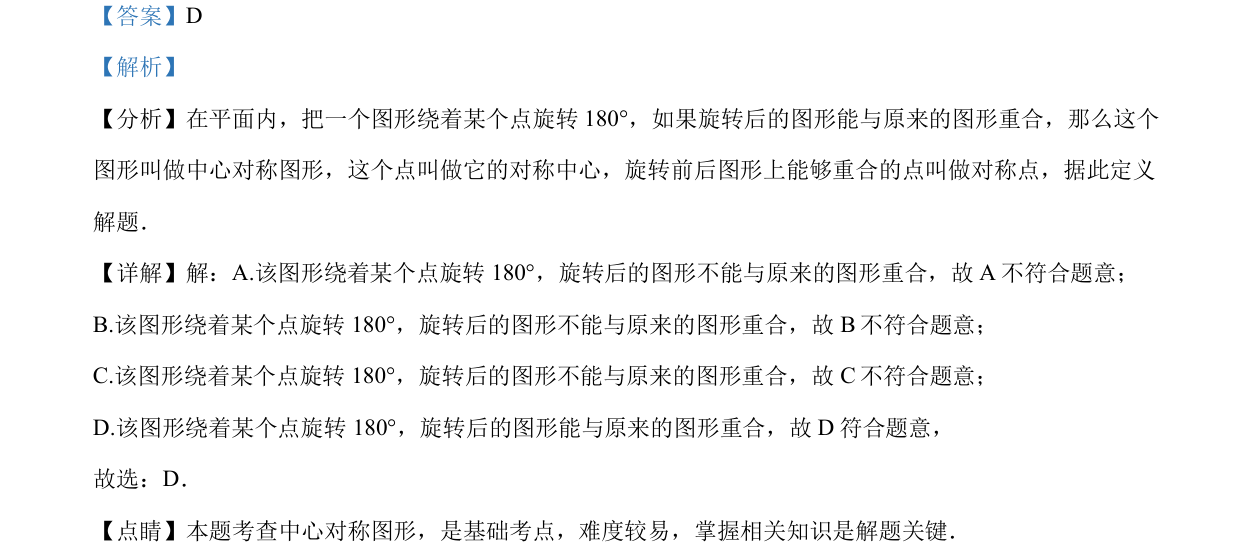 【答案】D
【解析】
【分析】在平面内，把一个图形绕着某个点旋转 180°，如果旋转后的图形能与原来的图形重合，那么这个
图形叫做中心对称图形，这个点叫做它的对称中心，旋转前后图形上能够重合的点叫做对称点，据此定义
解题．
【详解】解：A.该图形绕着某个点旋转 180°，旋转后的图形不能与原来的图形重合，故 A 不符合题意；
B.该图形绕着某个点旋转 180°，旋转后的图形不能与原来的图形重合，故 B 不符合题意；
C.该图形绕着某个点旋转 180°，旋转后的图形不能与原来的图形重合，故 C 不符合题意；
D.该图形绕着某个点旋转 180°，旋转后的图形能与原来的图形重合，故 D 符合题意，
故选：D．
【点睛】本题考查中心对称图形，是基础考点，难度较易，掌握相关知识是解题关键．